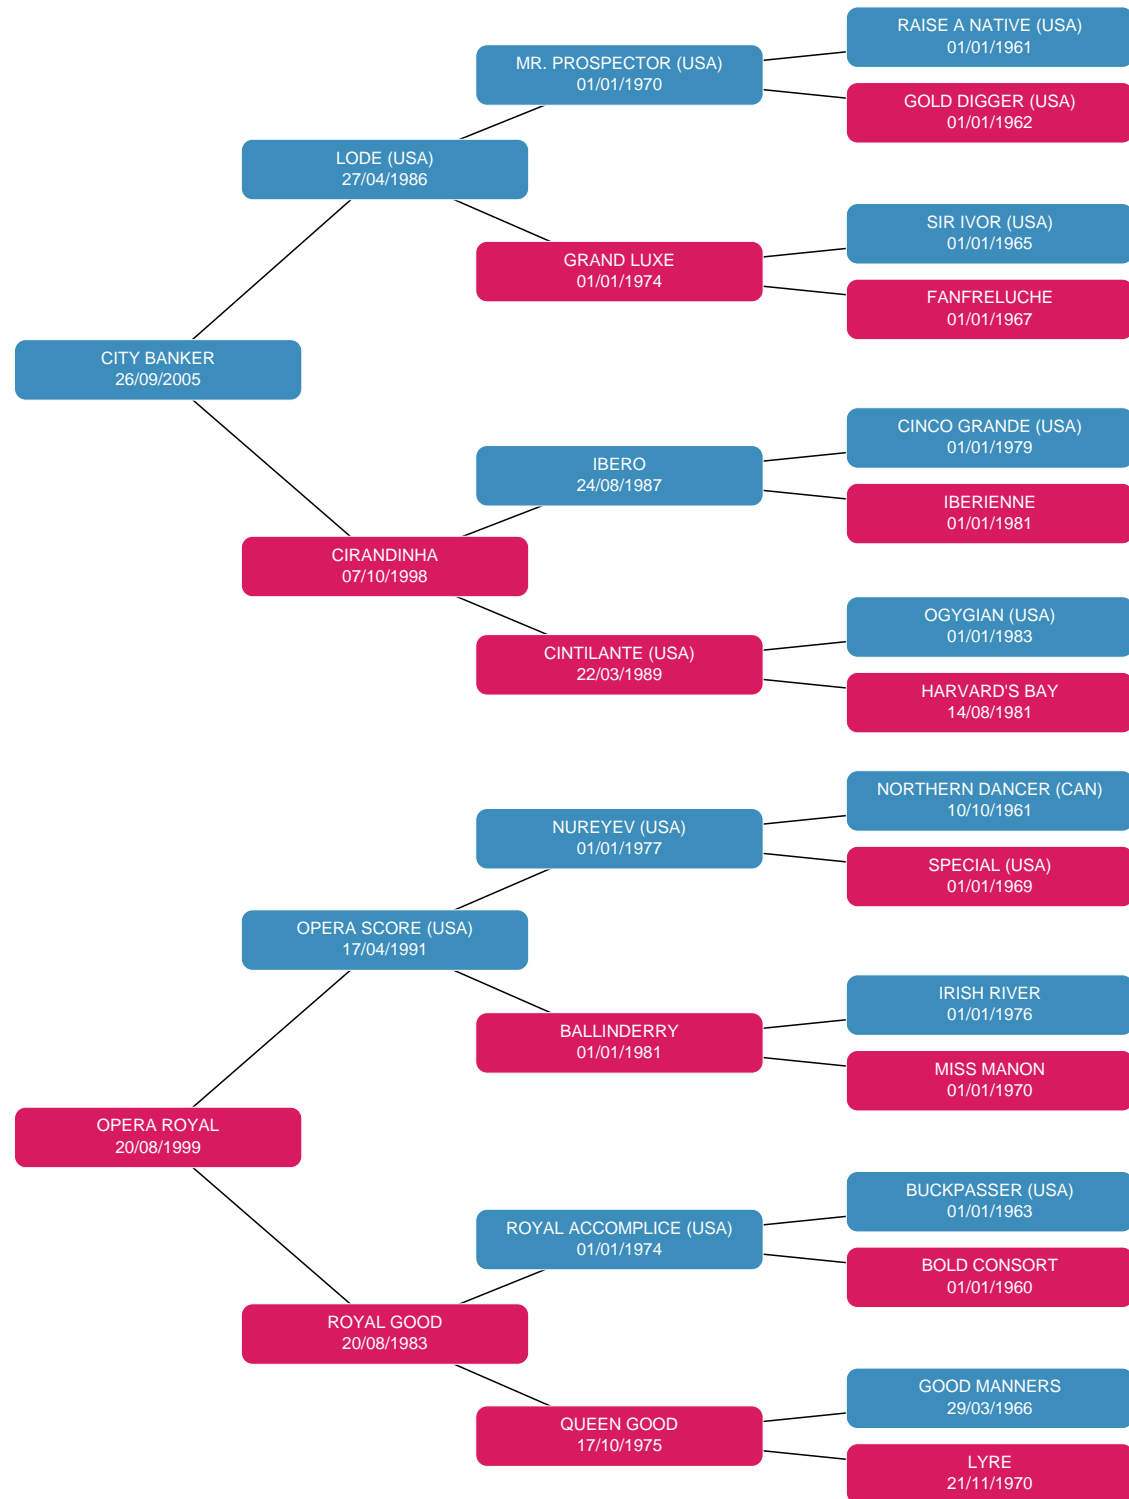 RAISE A NATIVE (USA)
01/01/1961
MR. PROSPECTOR (USA)
01/01/1970
GOLD DIGGER (USA)
01/01/1962
LODE (USA)
27/04/1986
SIR IVOR (USA)
01/01/1965
GRAND LUXE
01/01/1974
FANFRELUCHE
01/01/1967
CITY BANKER
26/09/2005
CINCO GRANDE (USA)
01/01/1979
IBERO
24/08/1987
IBERIENNE
01/01/1981
CIRANDINHA
07/10/1998
OGYGIAN (USA)
01/01/1983
CINTILANTE (USA)
22/03/1989
HARVARD'S BAY
14/08/1981
NORTHERN DANCER (CAN)
10/10/1961
NUREYEV (USA)
01/01/1977
SPECIAL (USA)
01/01/1969
OPERA SCORE (USA)
17/04/1991
IRISH RIVER
01/01/1976
BALLINDERRY
01/01/1981
MISS MANON
01/01/1970
OPERA ROYAL
20/08/1999
BUCKPASSER (USA)
01/01/1963
ROYAL ACCOMPLICE (USA)
01/01/1974
BOLD CONSORT
01/01/1960
ROYAL GOOD
20/08/1983
GOOD MANNERS
29/03/1966
QUEEN GOOD
17/10/1975
LYRE
21/11/1970